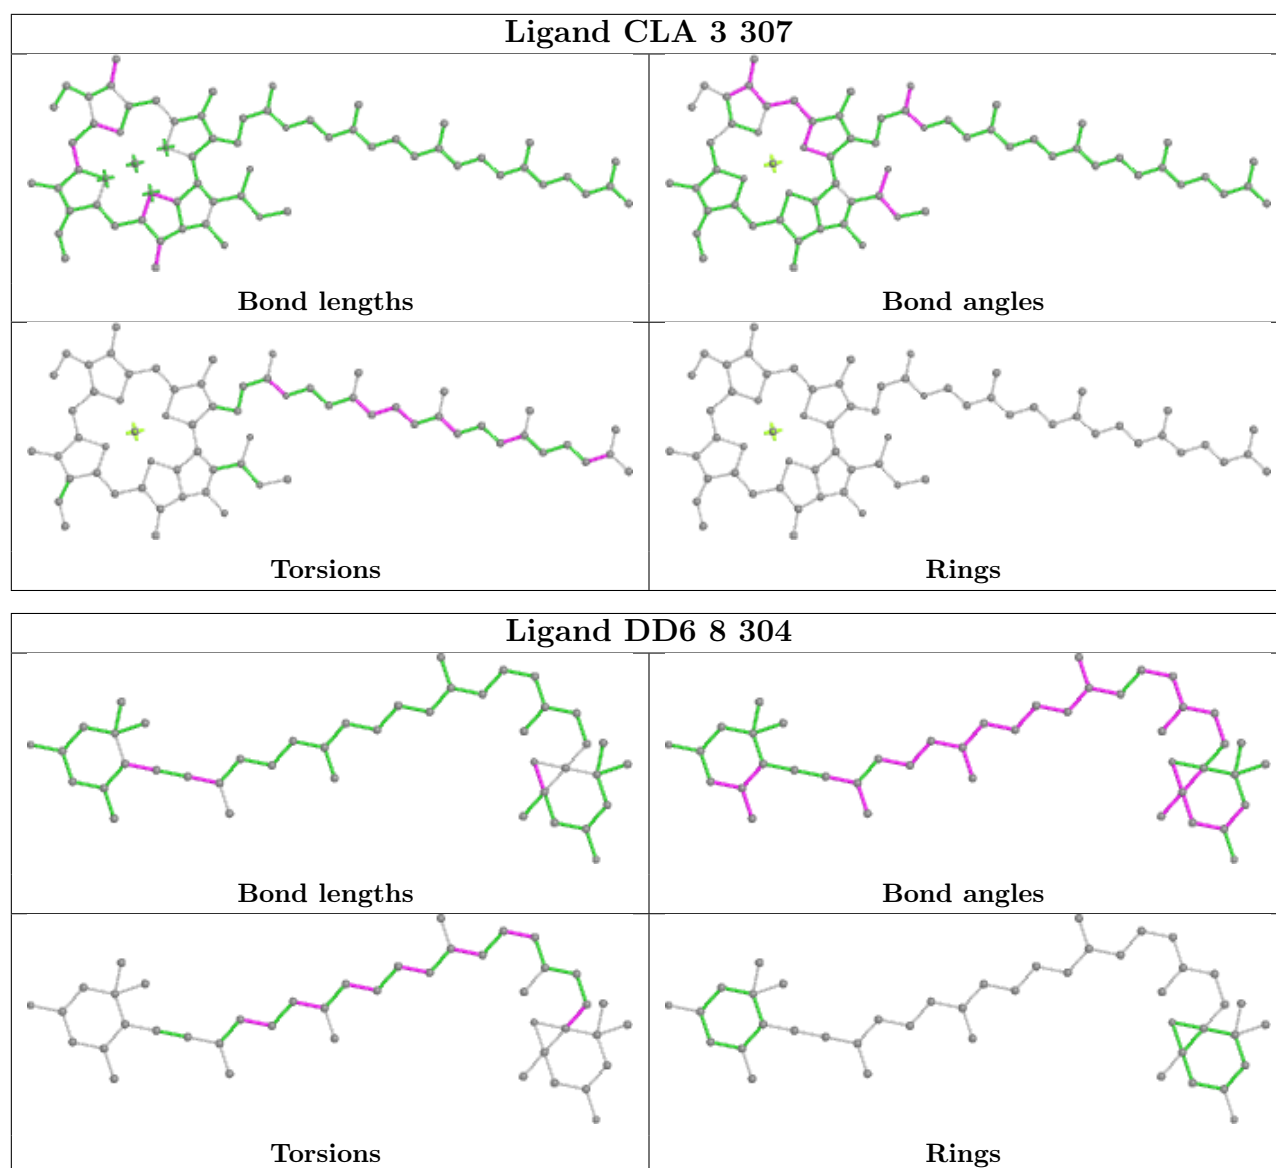 Ligand CLA 3 307
Bond lengths
Bond angles
Torsions
Rings
Ligand DD6 8 304
Bond lengths
Bond angles
Torsions
Rings